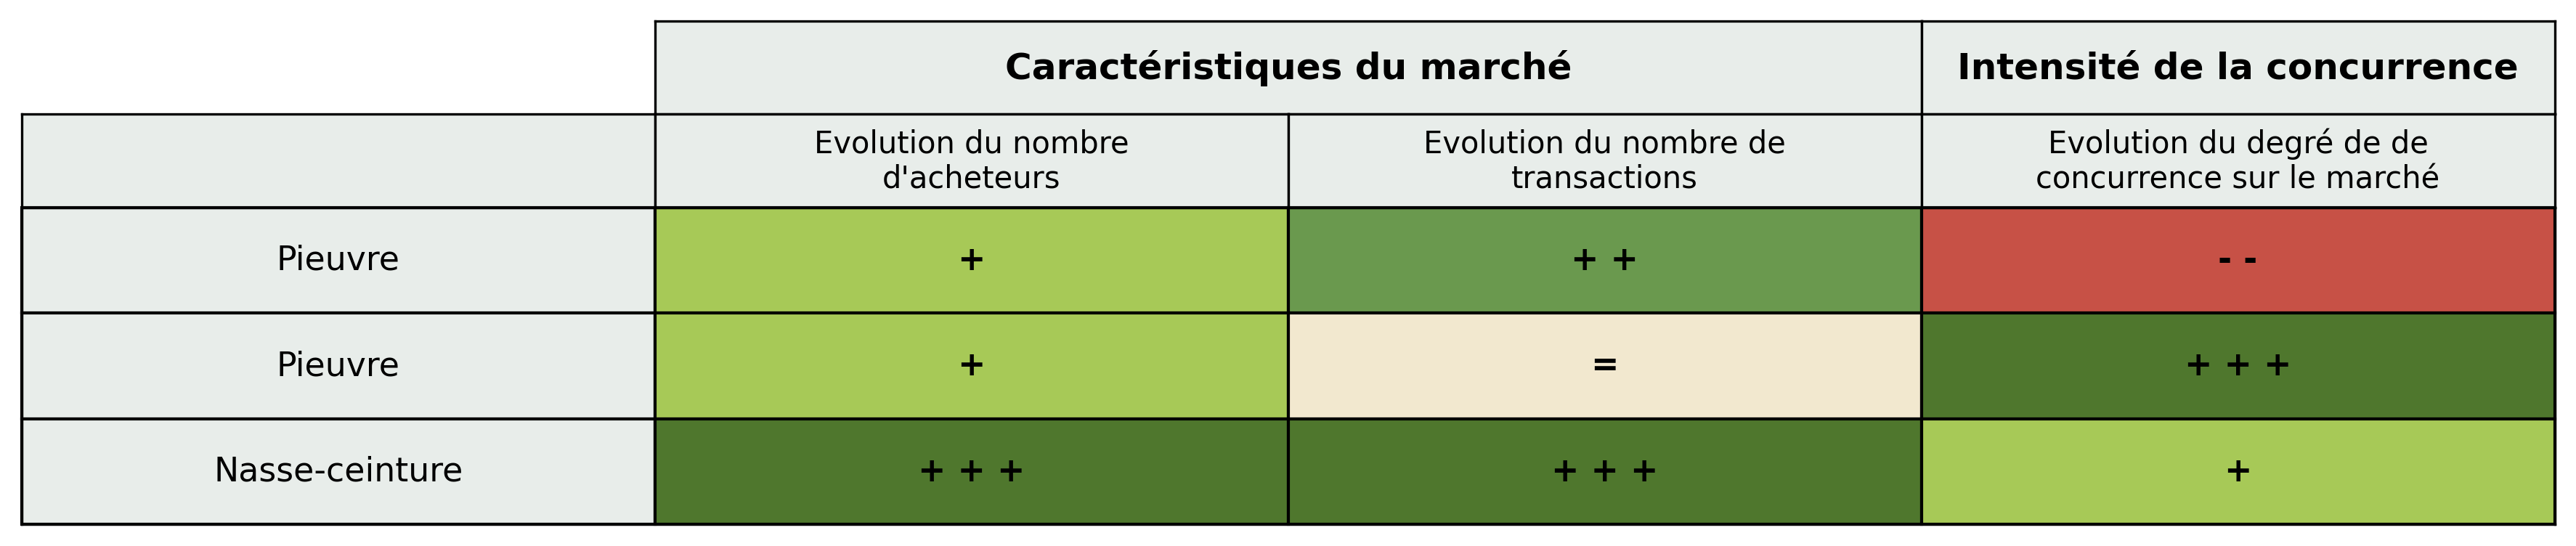 Caractéristiques du marché
Intensité de la concurrence
Evolution du nombre
d'acheteurs
Evolution du nombre de
transactions
Evolution du degré de de
concurrence sur le marché
Pieuvre
+
+ +
- -
Pieuvre
+
=
+ + +
Nasse-ceinture
+ + +
+ + +
+